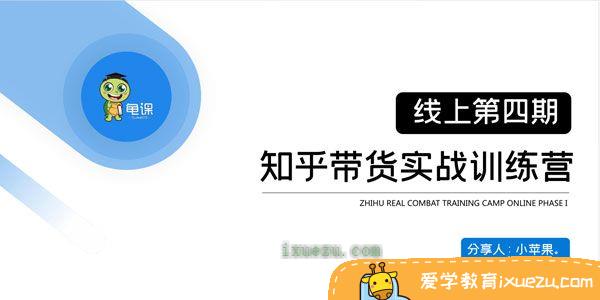 龟课
线上第四期
知乎带货实战训练营
ZHIHU REAL COMBAT TRAINING CAMP ONLINE PHASE I
ixuezu.com
分享人：小苹果。
爱学教育ixuezu.com